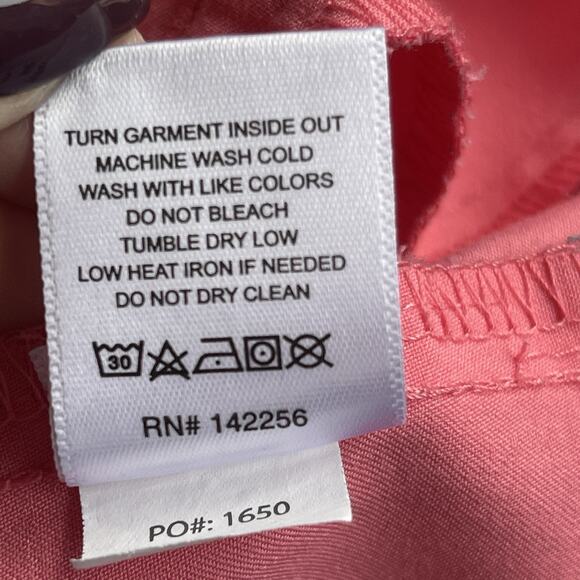 TURN GARMENT INSIDE OUT
MACHINE WASH COLD
WASH WITH LIKE COLORS
DO NOT BLEACH
TUMBLE DRY LOW
LOW HEAT IRON IF NEEDED
DO NOT DRY CLEAN
30
RN# 142256
PO#: 1650